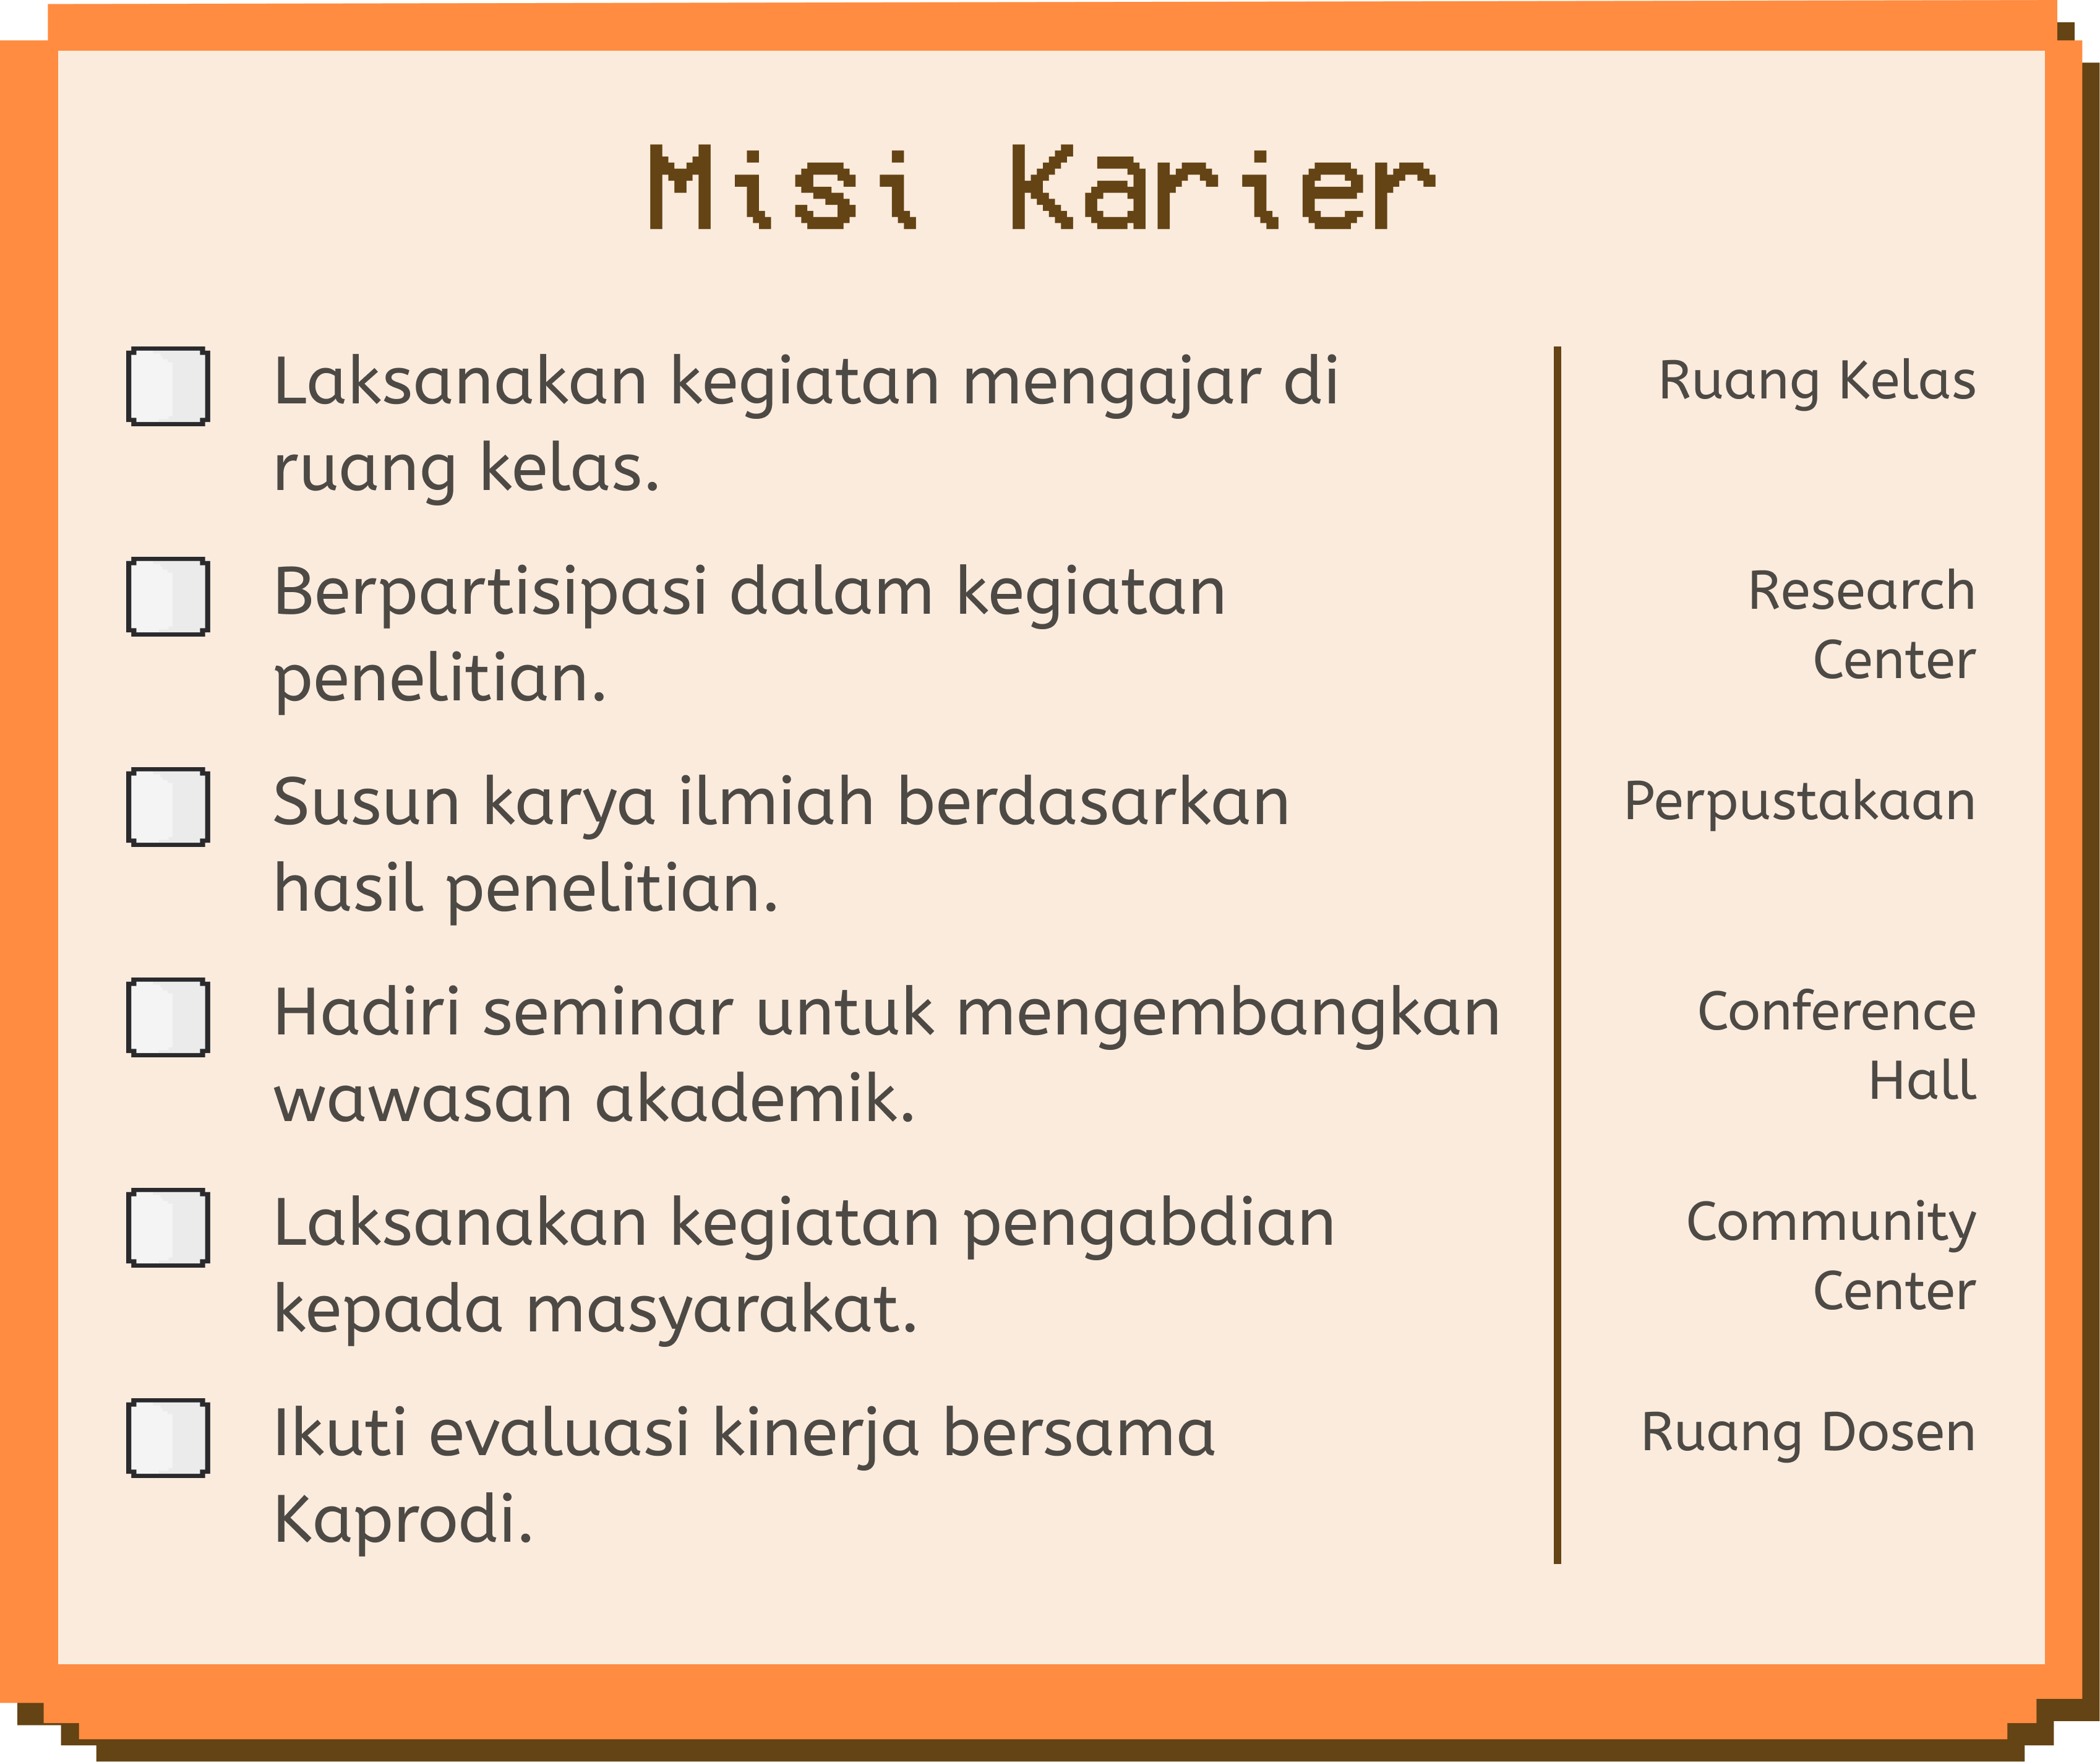 Misi Karier
Laksanakan kegiatan mengajar di
ruang kelas.
Ruang Kelas
Berpartisipasi dalam kegiatan
penelitian.
Research
Center
Susun karya ilmiah berdasarkan
hasil penelitian.
Perpustakaan
Hadiri seminar untuk mengembangkan
wawasan akademik.
Conference
Hall
Laksanakan kegiatan pengabdian
kepada masyarakat.
Community
Center
Ikuti evaluasi kinerja bersama
Kaprodi.
Ruang Dosen